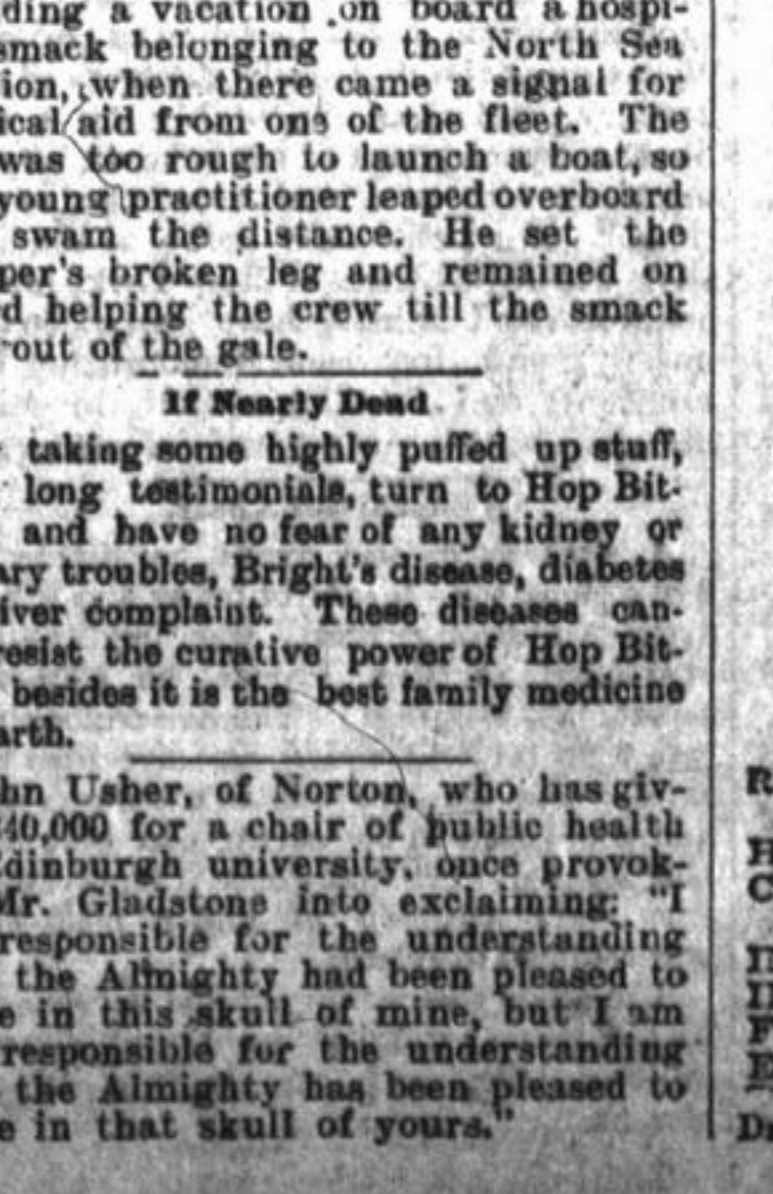 ding a vacation on board a hospi-
smack belonging to the North Sea
ion, when there came a signal for
ical aid from one of the fleet. The
was too rough to launch a boat, so
young practitioner leaped overboard
swam the distance. He set the
per's broken leg and remained on
d helping the crew till the smack
out of the gale.
If Nearly Dead
taking some highly puffed up stuff,
long testimonials, turn to Hop Bit-
and have no fear of any kidney or
ary troubles, Bright's disease, diabetes
iver complaint. These diseases can-
resist the curative power of Hop Bit-
besides it is the best family medicine
arth.
hn Usher, of Norton, who has giv-
40,000 for a chair of public health
Edinburgh university, once provok-
Mr. Gladstone into exclaiming: "I
responsible for the understanding
the Almighty had been pleased to
e in this skull of mine, but I am
responsible for the understanding
the Almighty has been pleased to
e in that skull of yours."
R
H
C
F
E